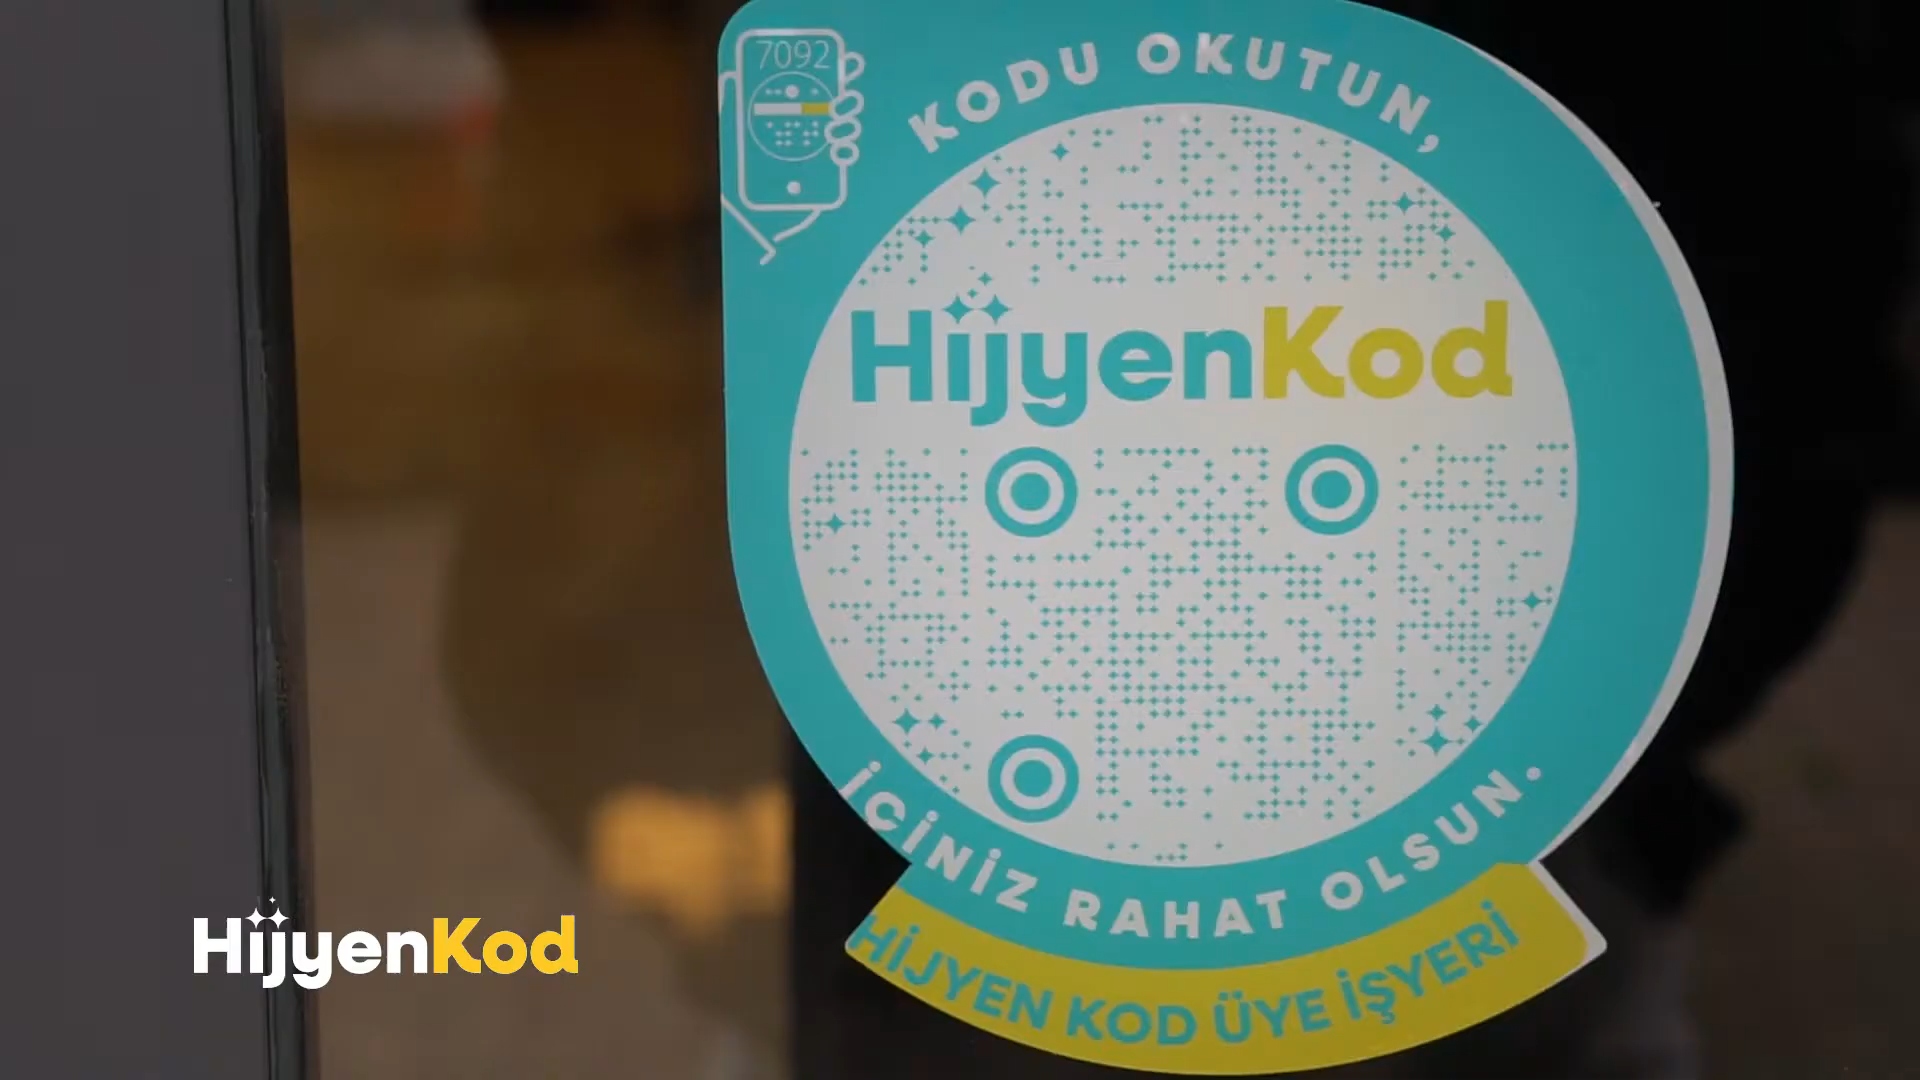 7092
KODU OKUTUN,
HijyenKod
İÇİNİZ RAHAT OLSUN.
HİJYEN KOD ÜYE İŞYERİ
HijyenKod